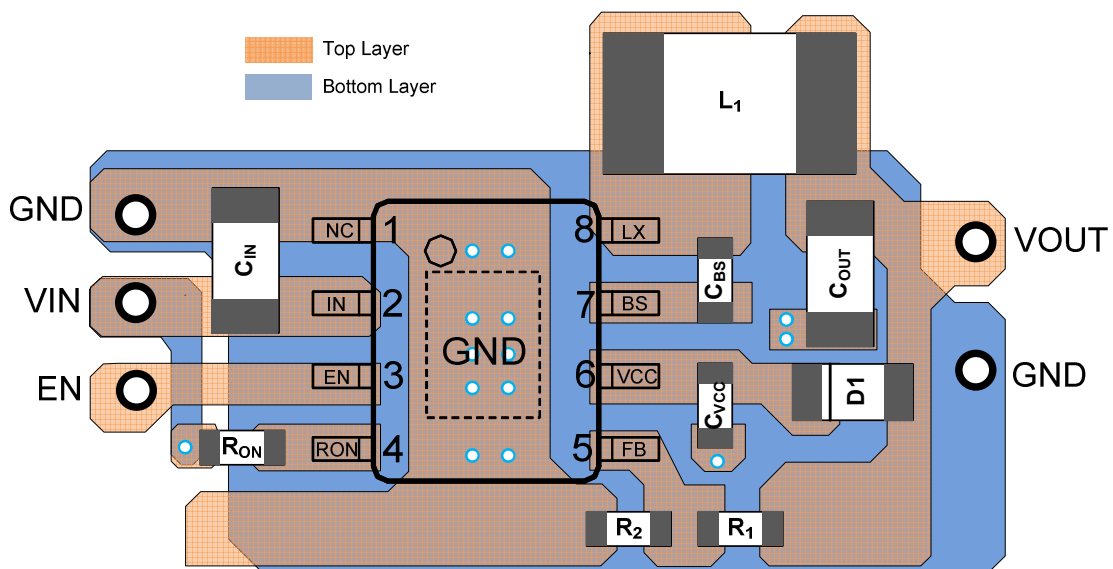 Top Layer
Bottom Layer
L1
GND
CIN
NC
1
8
LX
VOUT
COUT
CBS
VIN
IN
2
7
BS
GND
EN
EN
3
6
VCC
CVCC
D1
GND
RON
RON
4
5
FB
R2
R1